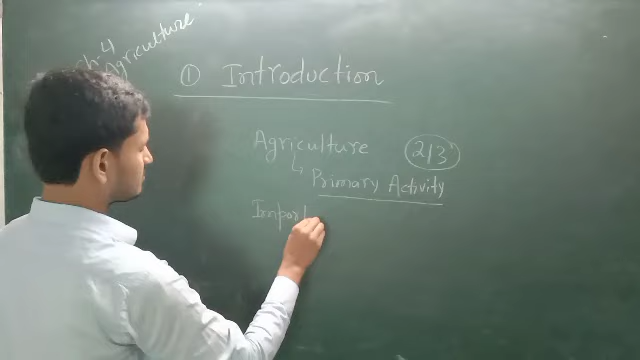 Ch-4
Agriculture
① Introduction
Agriculture 2/3
↳ Primary Activity
Impor